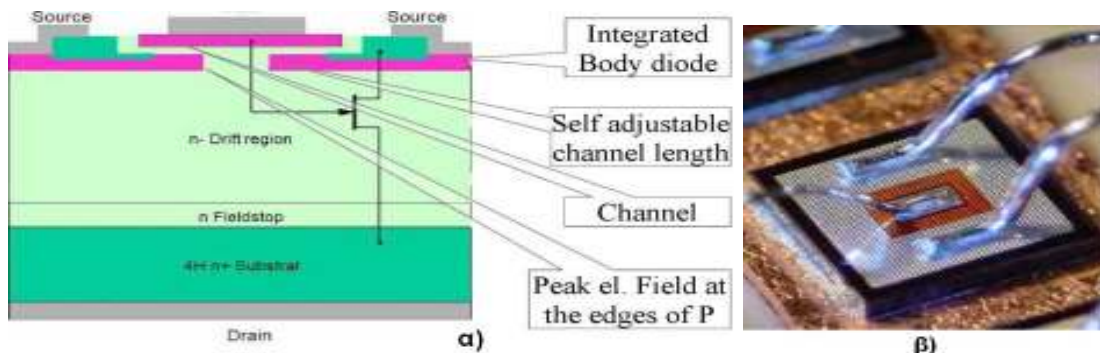 Source
Source
Integrated
Body diode
Self adjustable
channel length
n- Drift region
Channel
n Fieldstop
4H n+ Substrat
Peak el. Field at
the edges of P
Drain
α)
β)